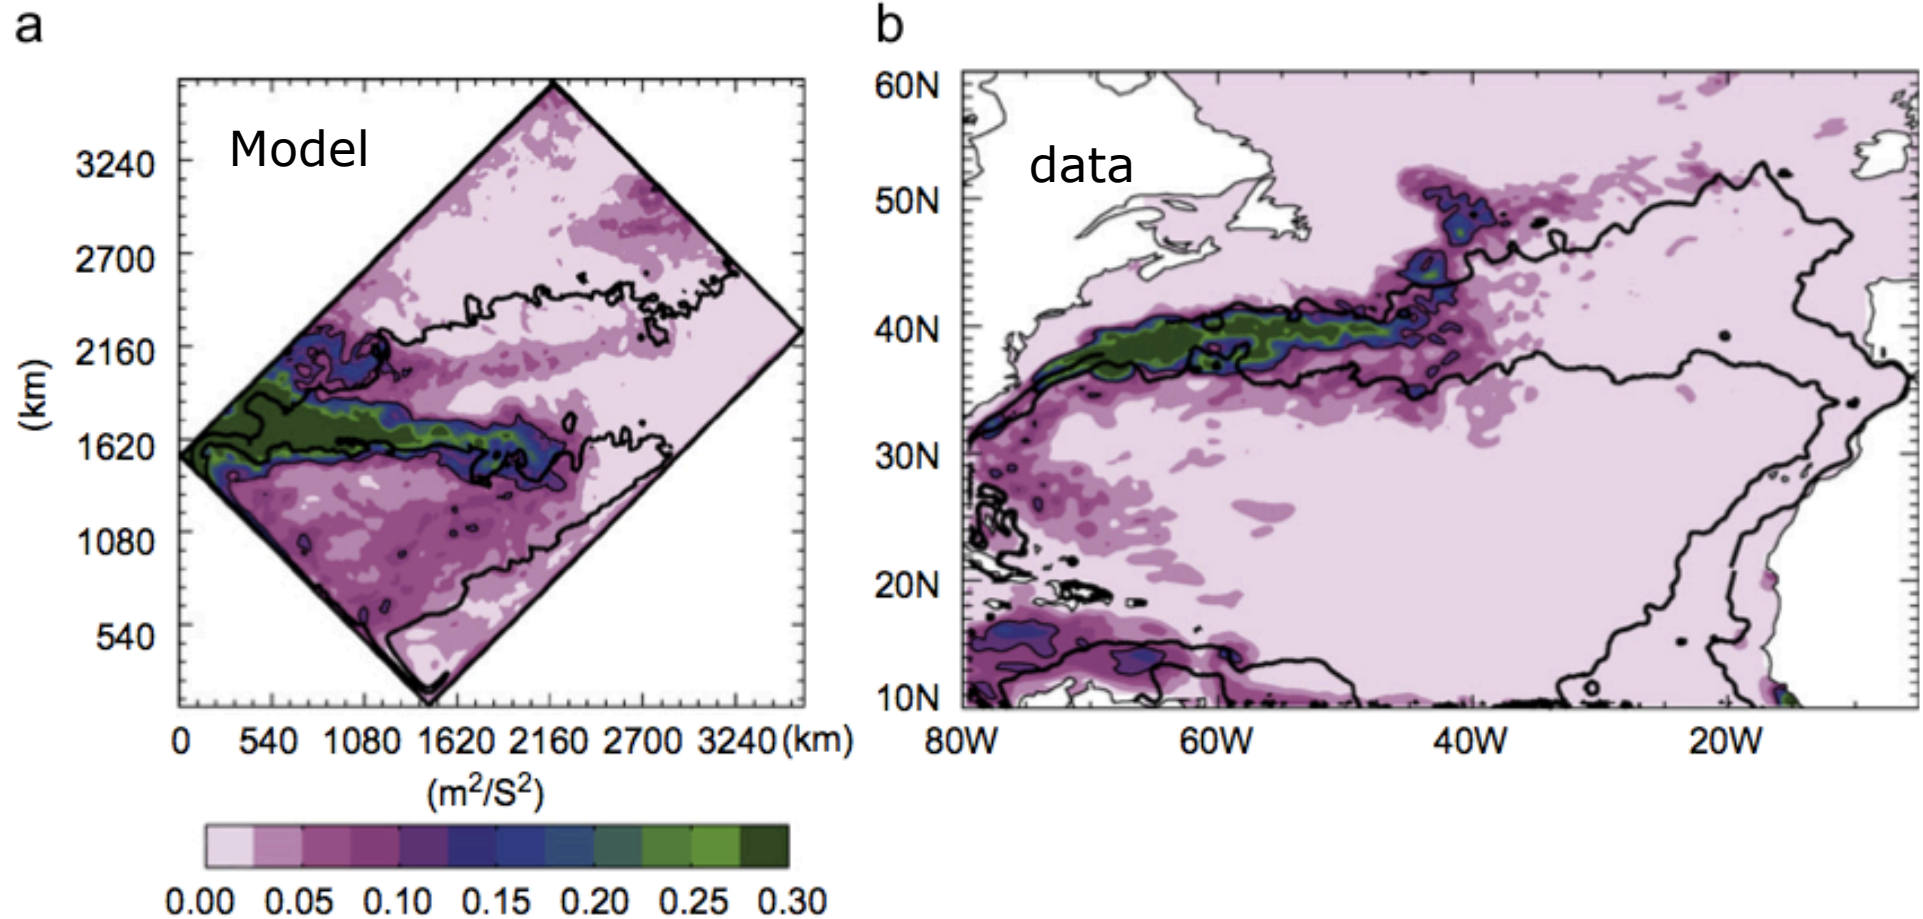 a
b
Model
data
3240
2700
2160
1620
1080
540
(km)
0 540 1080 1620 2160 2700 3240 (km)
60N
50N
40N
30N
20N
10N
80W 60W 40W 20W
(m²/S²)
0.00 0.05 0.10 0.15 0.20 0.25 0.30